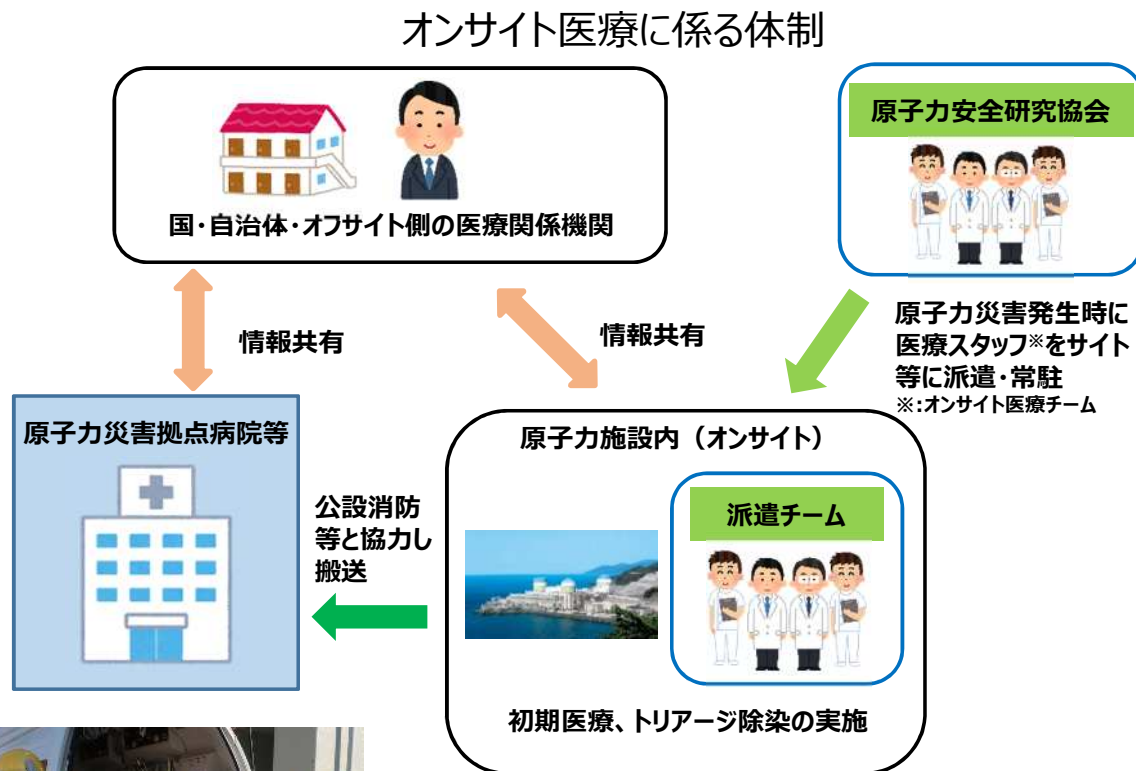 オンサイト医療に係る体制
国・自治体・オフサイト側の医療関係機関
原子力安全研究協会
情報共有
情報共有
原子力災害発生時に
医療スタッフ※をサイト
等に派遣・常駐
※:オンサイト医療チーム
原子力災害拠点病院等
公設消防
等と協力し
搬送
原子力施設内（オンサイト）
派遣チーム
初期医療、トリアージ除染の実施